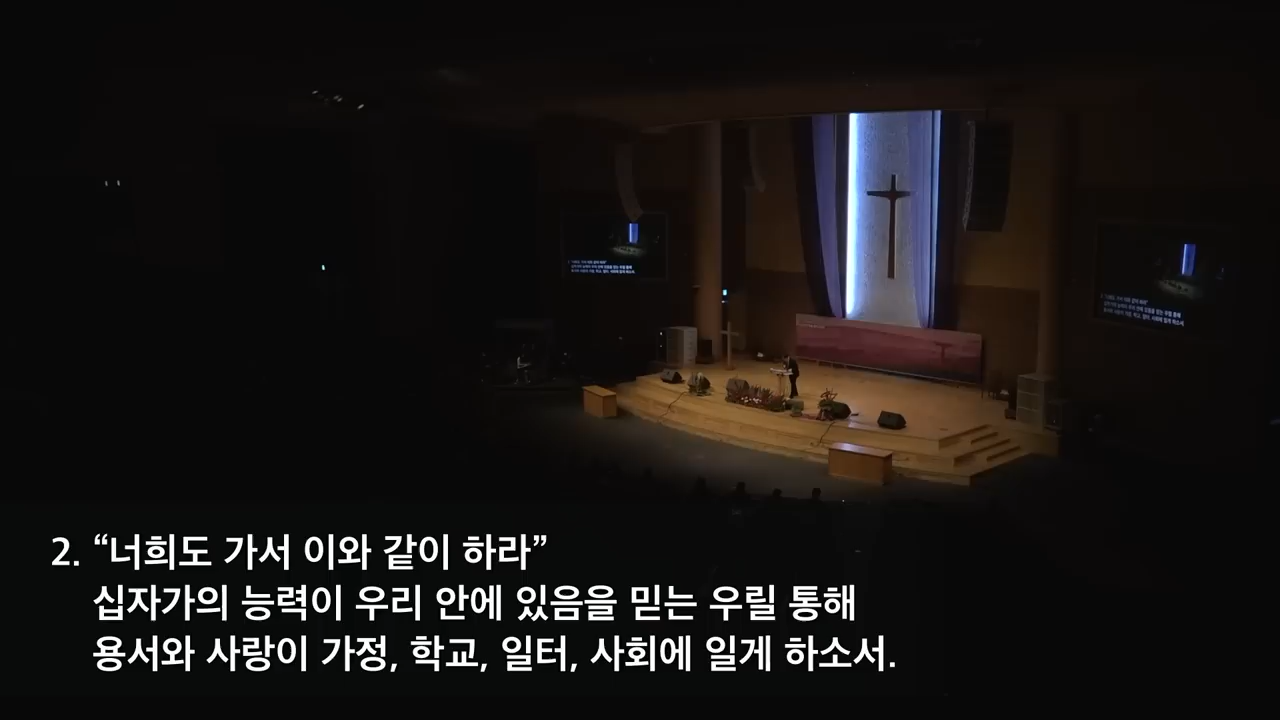 2. “너희도 가서 이와 같이 하라”
십자가의 능력이 우리 안에 있음을 믿는 우릴 통해
용서와 사랑이 가정, 학교, 일터, 사회에 일게 하소서.